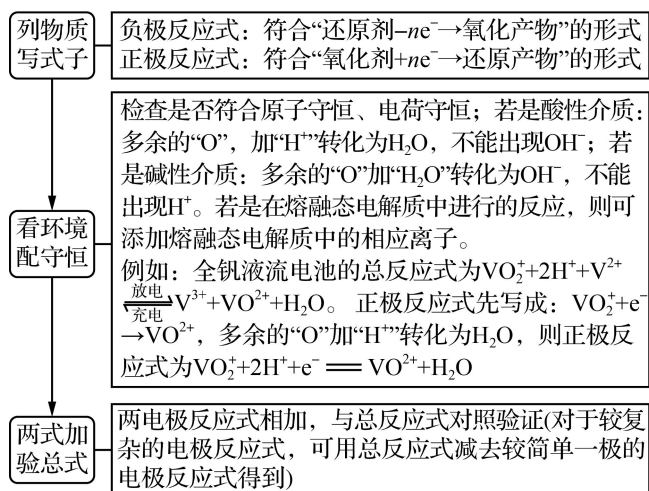 列物质
写式子
负极反应式：符合“还原剂–ne⁻→氧化产物”的形式
正极反应式：符合“氧化剂+ne⁻→还原产物”的形式
看环境
配守恒
检查是否符合原子守恒、电荷守恒；若是酸性介质：
多余的“O”，加“H⁺”转化为H₂O，不能出现OH⁻；若
是碱性介质：多余的“O”加“H₂O”转化为OH⁻，不能
出现H⁺。若是在熔融态电解质中进行的反应，则可
添加熔融态电解质中的相应离子。
例如：全钒液流电池的总反应式为VO₂⁺+2H⁺+V²⁺
放电
⇌V³⁺+VO²⁺+H₂O。 正极反应式先写成：VO₂⁺+e⁻
充电
→VO²⁺，多余的“O”加“H⁺”转化为H₂O，则正极反
应式为VO₂⁺+2H⁺+e⁻ == VO²⁺+H₂O
两式加
验总式
两电极反应式相加，与总反应式对照验证(对于较复
杂的电极反应式，可用总反应式减去较简单一极的
电极反应式得到)